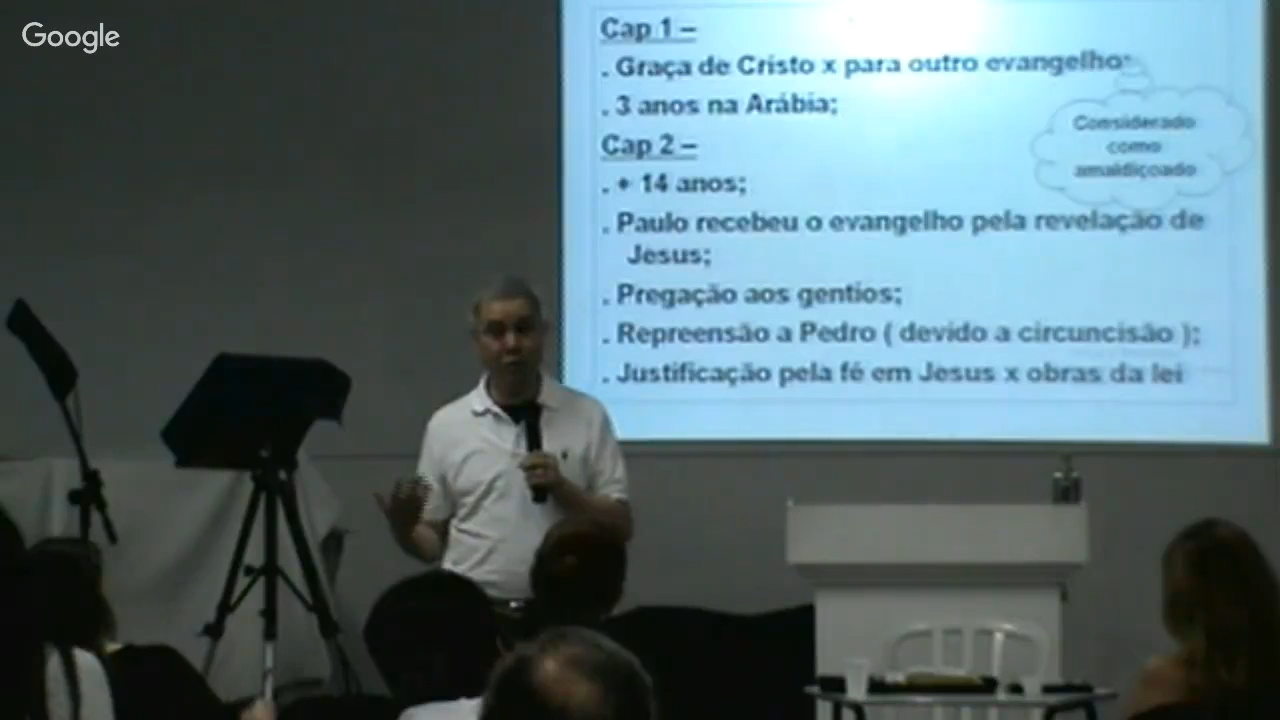 Google
Cap 1 –
. Graça de Cristo x para outro evangelho;
. 3 anos na Arábia;
Considerado
como
amaldiçoado
Cap 2 –
. + 14 anos;
. Paulo recebeu o evangelho pela revelação de
Jesus;
. Pregação aos gentios;
. Repreensão a Pedro ( devido a circuncisão );
. Justificação pela fé em Jesus x obras da lei